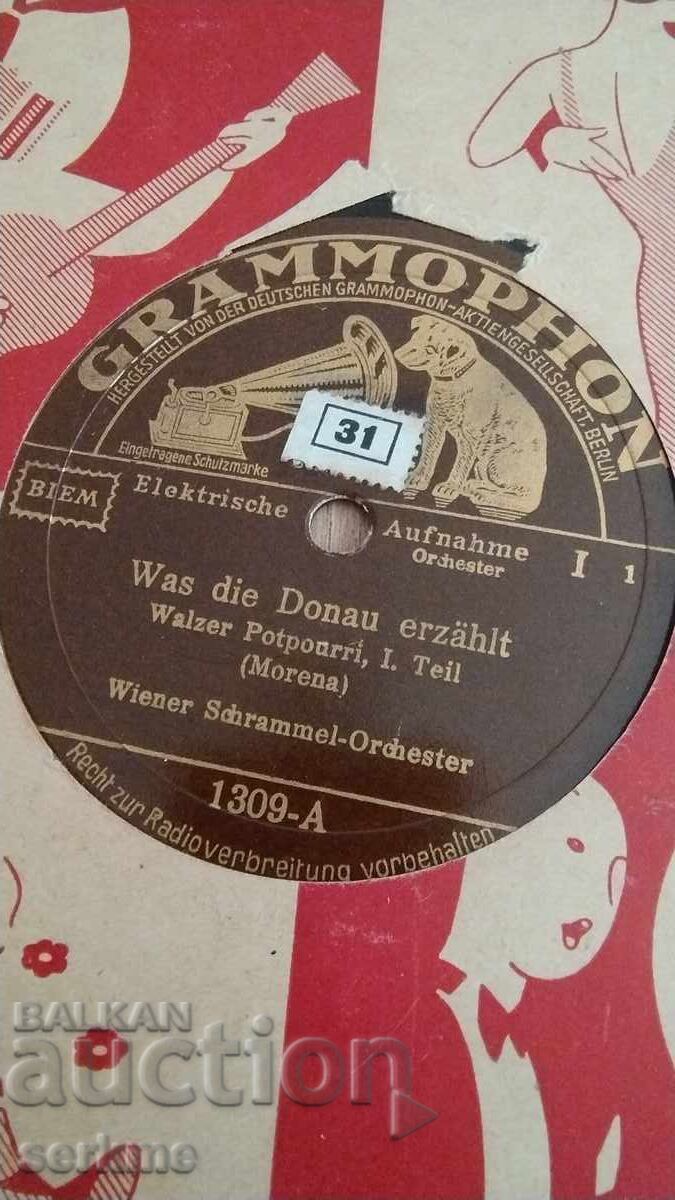 GRAMMOPHON
HERGESTELLT VON DER DEUTSCHEN GRAMMOPHON-AKTIENGESELLSCHAFT, BERLIN
31
Eingetragene Schutzmarke
BIEM
Elektrische Aufnahme
Orchester
I 1
Was die Donau erzählt
Walzer Potpourri, I. Teil
(Morena)
Wiener Schrammel-Orchester
1309-A
Recht zur Radioverbreitung vorbehalten
BALKAN
auction
serkme